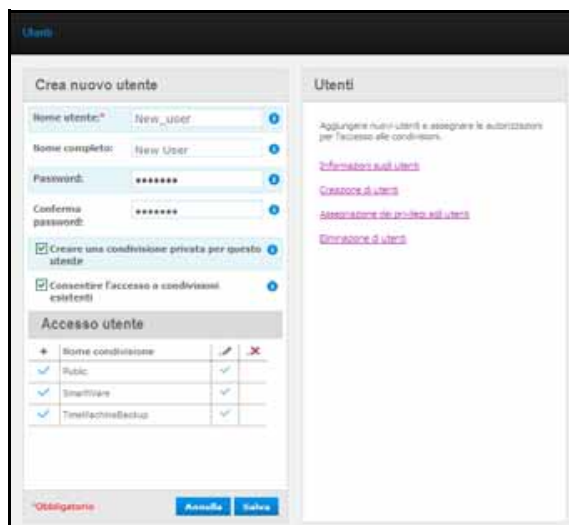 Utenti
Crea nuovo utente
Nome utente:*
New_user
Nome completo:
New User
Password:
•••••••
Conferma
password:
•••••••
Creare una condivisione privata per questo
utente
Consentire l'accesso a condivisioni
esistenti
Accesso utente
+ Nome condivisione
Public
SmartWare
TimeMachineBackup
*Obbligatorio
Annulla
Salva
Utenti
Aggiungere nuovi utenti e assegnare le autorizzazioni
per l'accesso alle condivisioni.
Informazioni sugli utenti
Creazione di utenti
Assegnazione dei privilegi agli utenti
Eliminazione di utenti